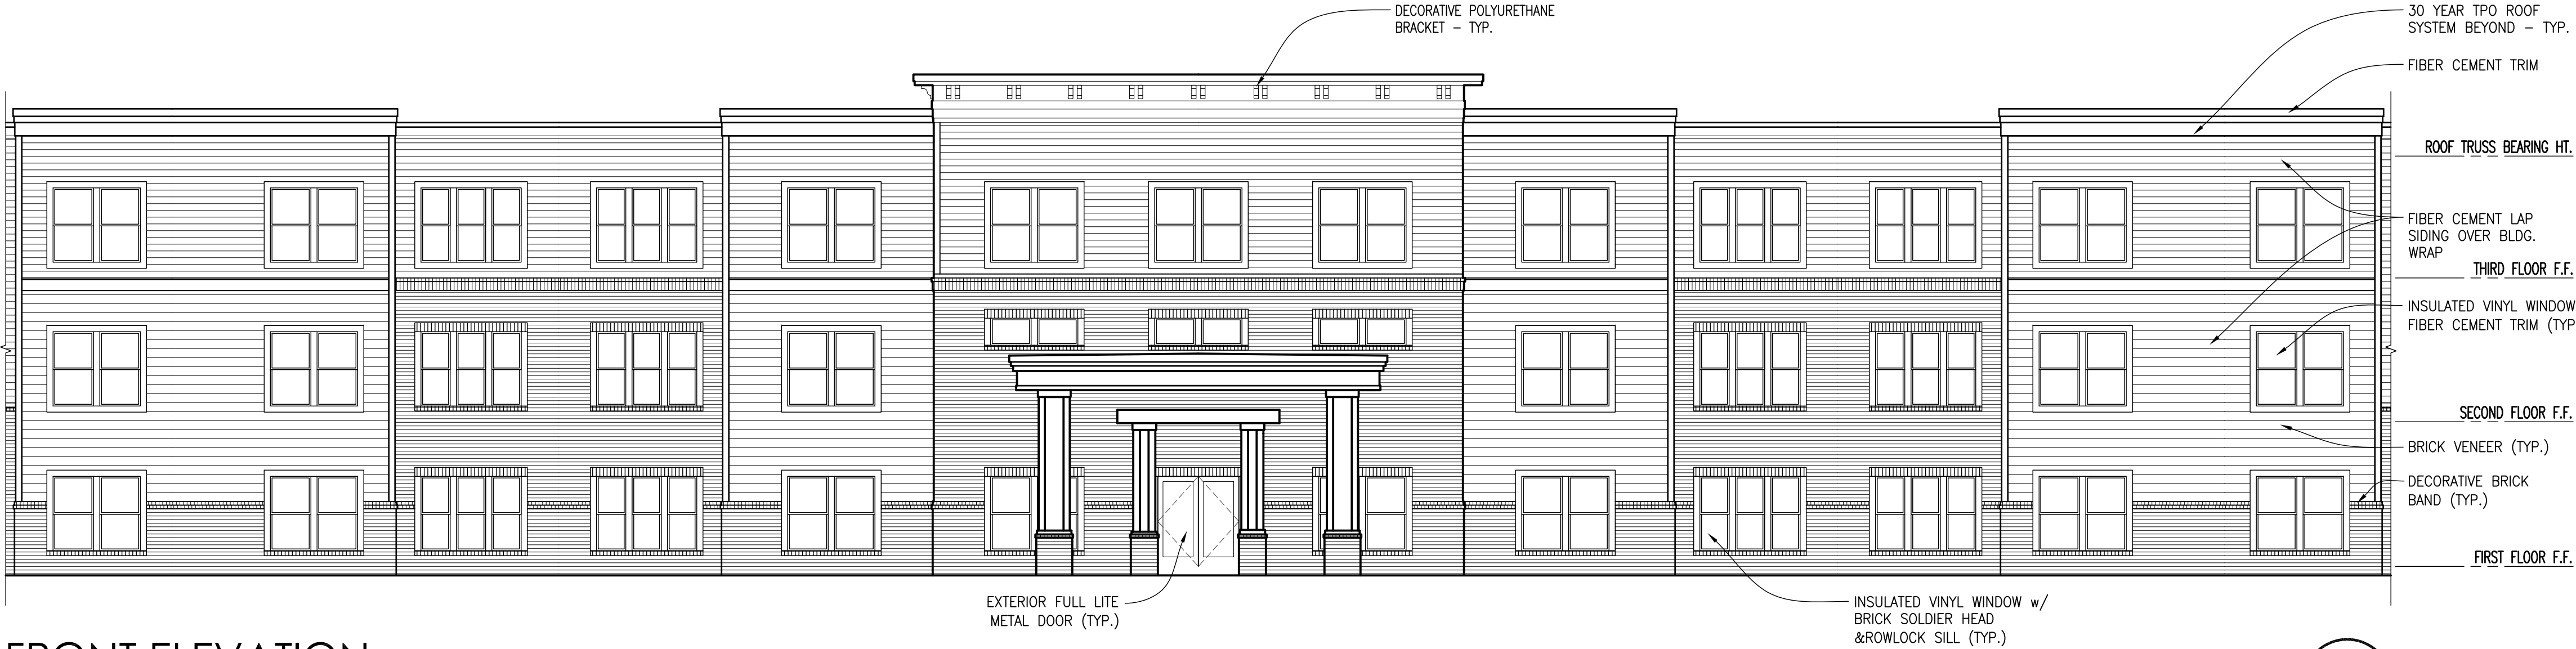 DECORATIVE POLYURETHANE
BRACKET – TYP.
30 YEAR TPO ROOF
SYSTEM BEYOND – TYP.
FIBER CEMENT TRIM
ROOF TRUSS BEARING HT.
FIBER CEMENT LAP
SIDING OVER BLDG.
WRAP
THIRD FLOOR F.F.
INSULATED VINYL WINDOW
FIBER CEMENT TRIM (TYP
SECOND FLOOR F.F.
BRICK VENEER (TYP.)
DECORATIVE BRICK
BAND (TYP.)
FIRST FLOOR F.F.
EXTERIOR FULL LITE
METAL DOOR (TYP.)
INSULATED VINYL WINDOW w/
BRICK SOLDIER HEAD
&ROWLOCK SILL (TYP.)
FRONT ELEVATION